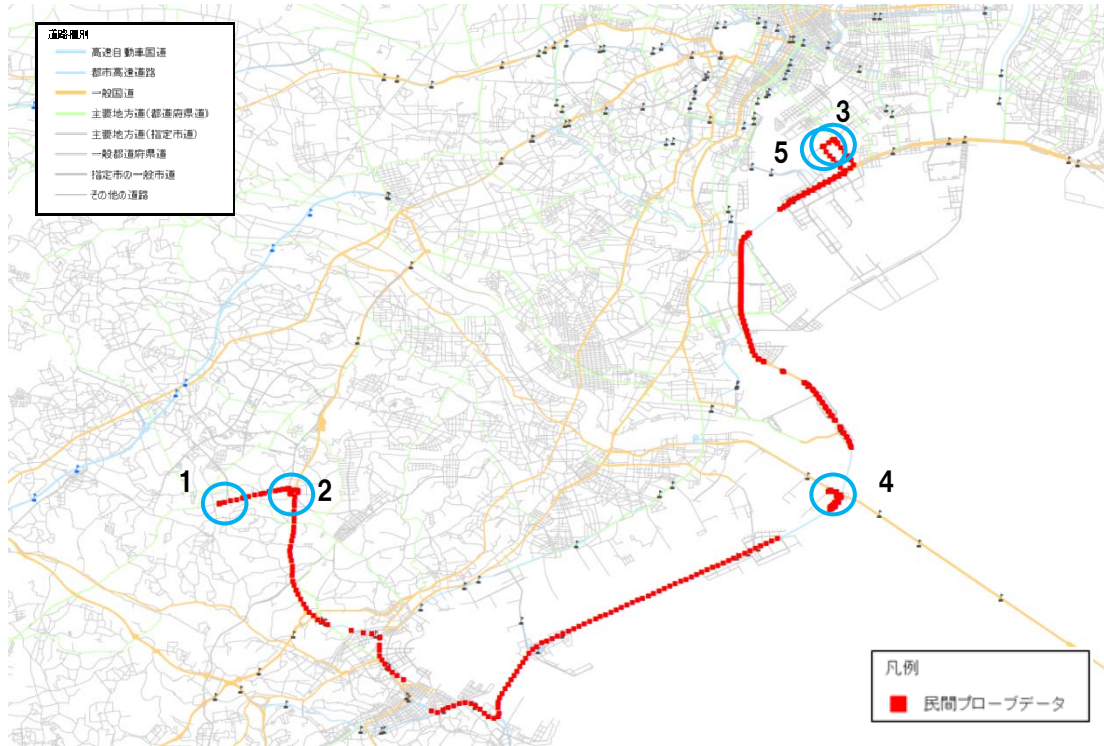 道路種別
高速自動車国道
都市高速道路
一般国道
主要地方道(都道府県道)
主要地方道(指定市道)
一般都道府県道
指定市の一般市道
その他の道路
3
5
1
2
4
凡例
民間プローブデータ